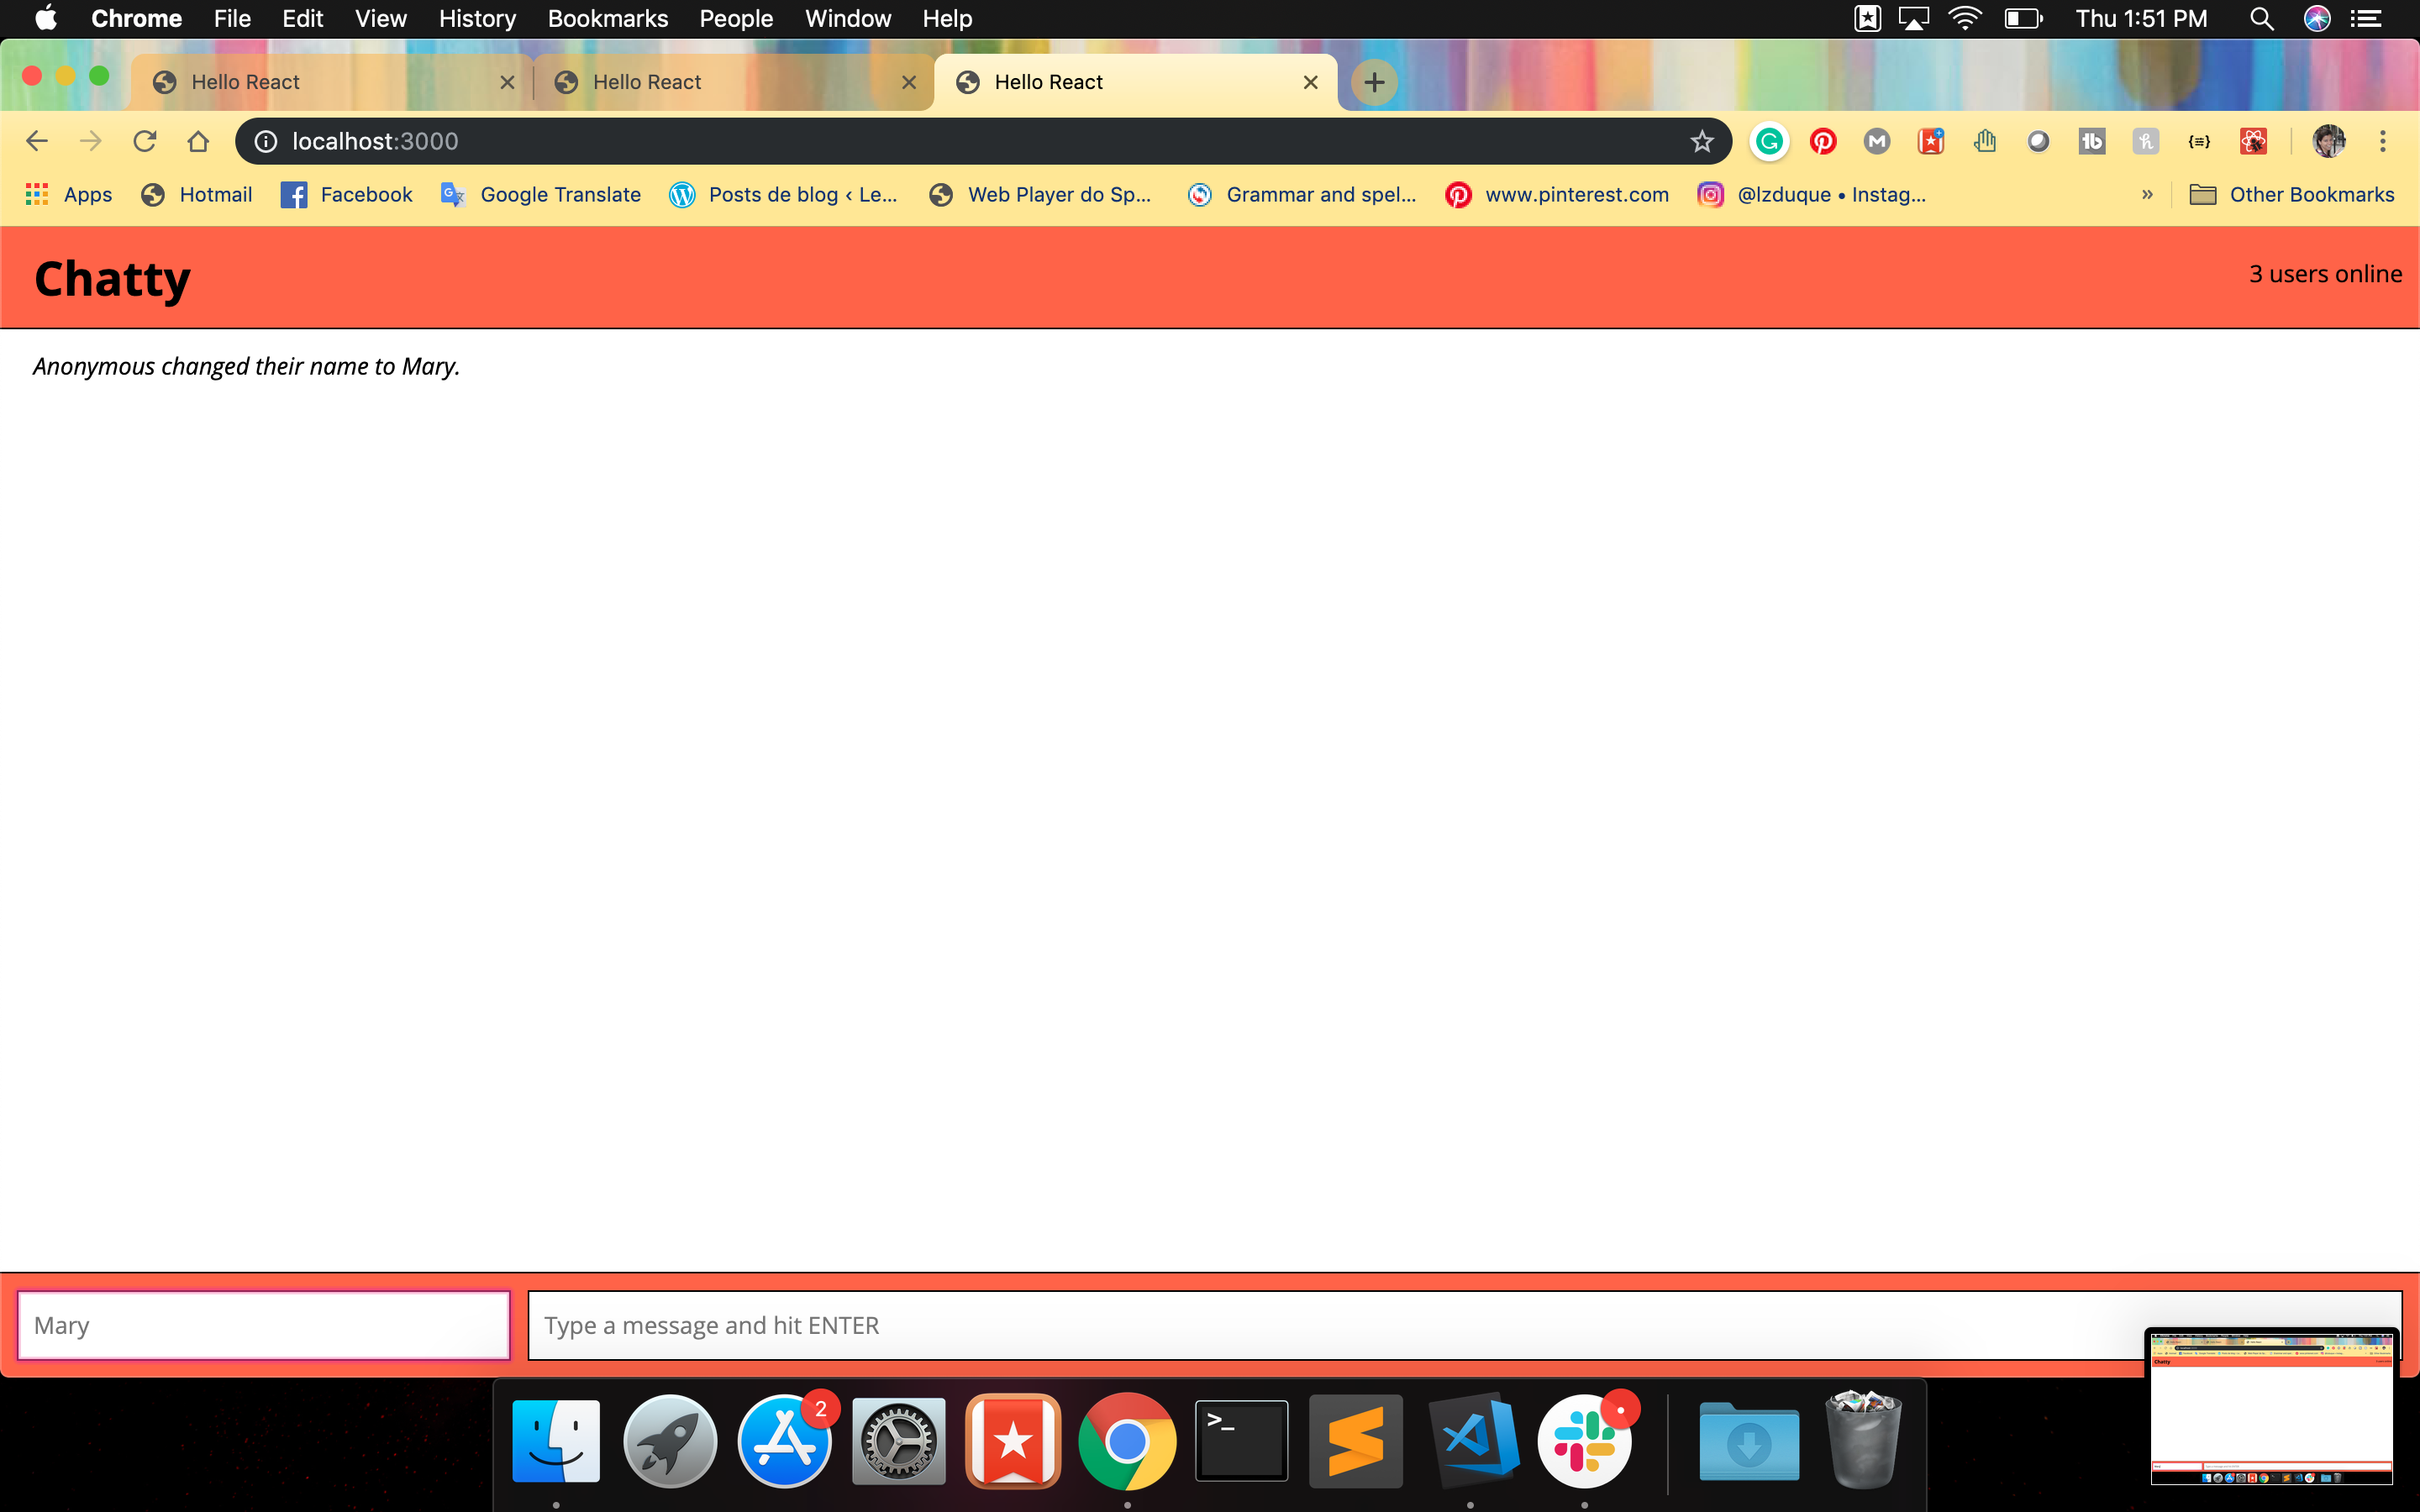 Chrome File Edit View History Bookmarks People Window Help Thu 1:51 PM
Hello React Hello React Hello React
localhost:3000
Apps Hotmail Facebook Google Translate Posts de blog ‹ Le... Web Player do Sp... Grammar and spel... www.pinterest.com @lzduque • Instag... » Other Bookmarks
Chatty 3 users online
Anonymous changed their name to Mary.
Mary Type a message and hit ENTER
2
>_